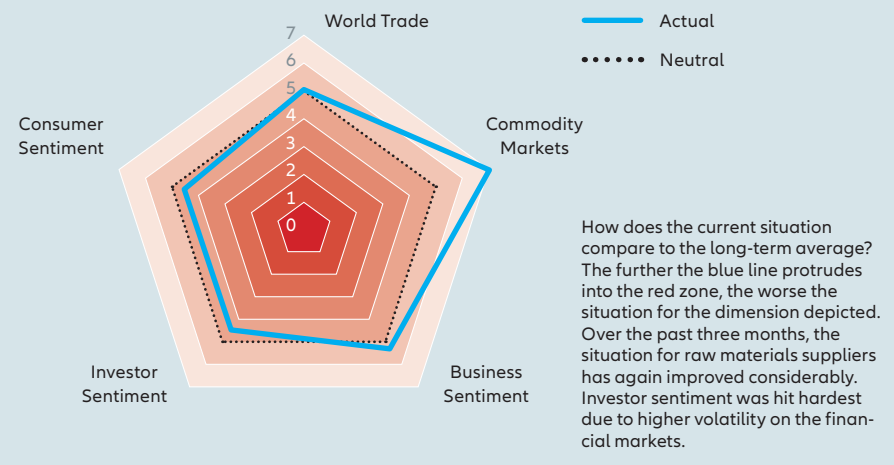 World Trade
Actual
Neutral
7
6
5
4
3
2
1
0
Consumer
Sentiment
Commodity
Markets
Investor
Sentiment
Business
Sentiment
How does the current situation
compare to the long-term average?
The further the blue line protrudes
into the red zone, the worse the
situation for the dimension depicted.
Over the past three months, the
situation for raw materials suppliers
has again improved considerably.
Investor sentiment was hit hardest
due to higher volatility on the finan-
cial markets.